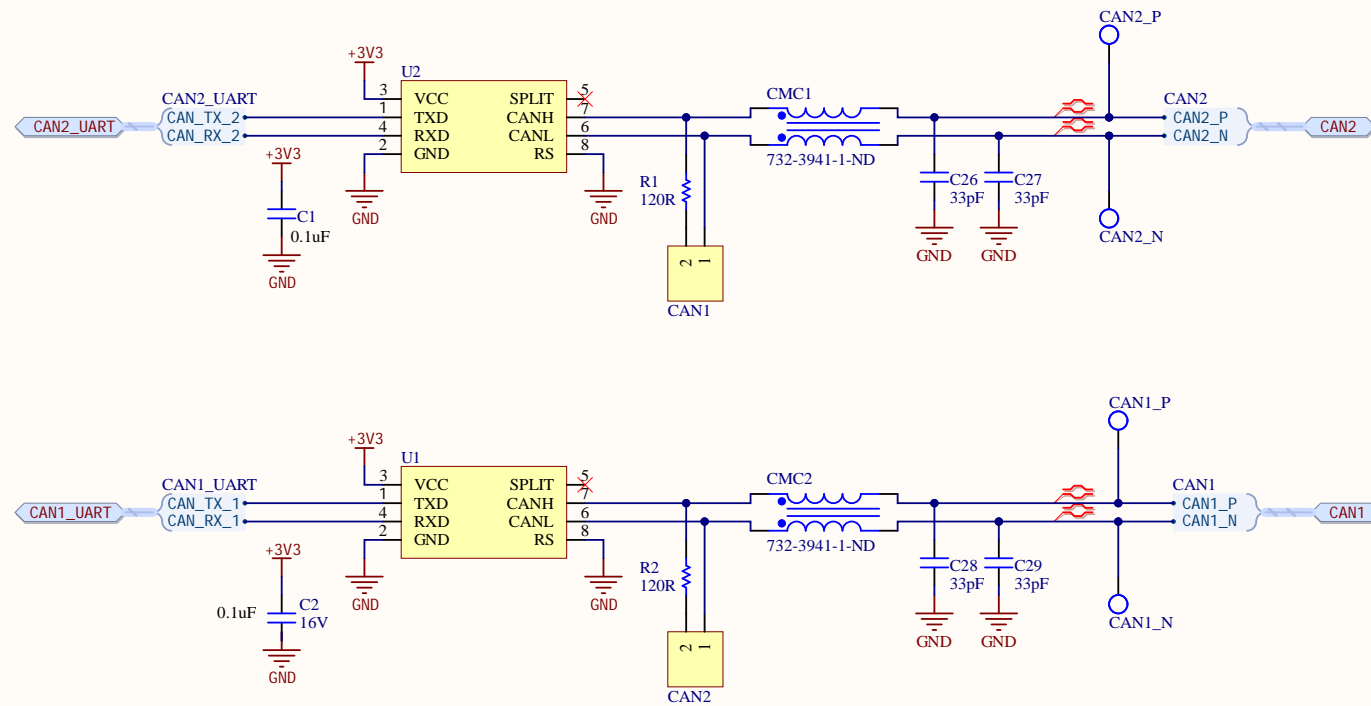 CAN2_P
+3V3
U2
CAN2_UART
CAN2_UART
CAN_TX_2
CAN_RX_2
3 VCC SPLIT 5
1 TXD CANH 7
4 RXD CANL 6
2 GND RS 8
GND
GND
+3V3
C1
0.1uF
GND
R1
120R
2 1
CAN1
CMC1
732-3941-1-ND
C26
33pF
GND
C27
33pF
GND
CAN2
CAN2_P
CAN2_N
CAN2
CAN2_N
CAN1_P
+3V3
U1
CAN1_UART
CAN1_UART
CAN_TX_1
CAN_RX_1
3 VCC SPLIT 5
1 TXD CANH 7
4 RXD CANL 6
2 GND RS 8
GND
GND
+3V3
0.1uF
C2
16V
GND
R2
120R
2 1
CAN2
CMC2
732-3941-1-ND
C28
33pF
GND
C29
33pF
GND
CAN1
CAN1_P
CAN1_N
CAN1
CAN1_N